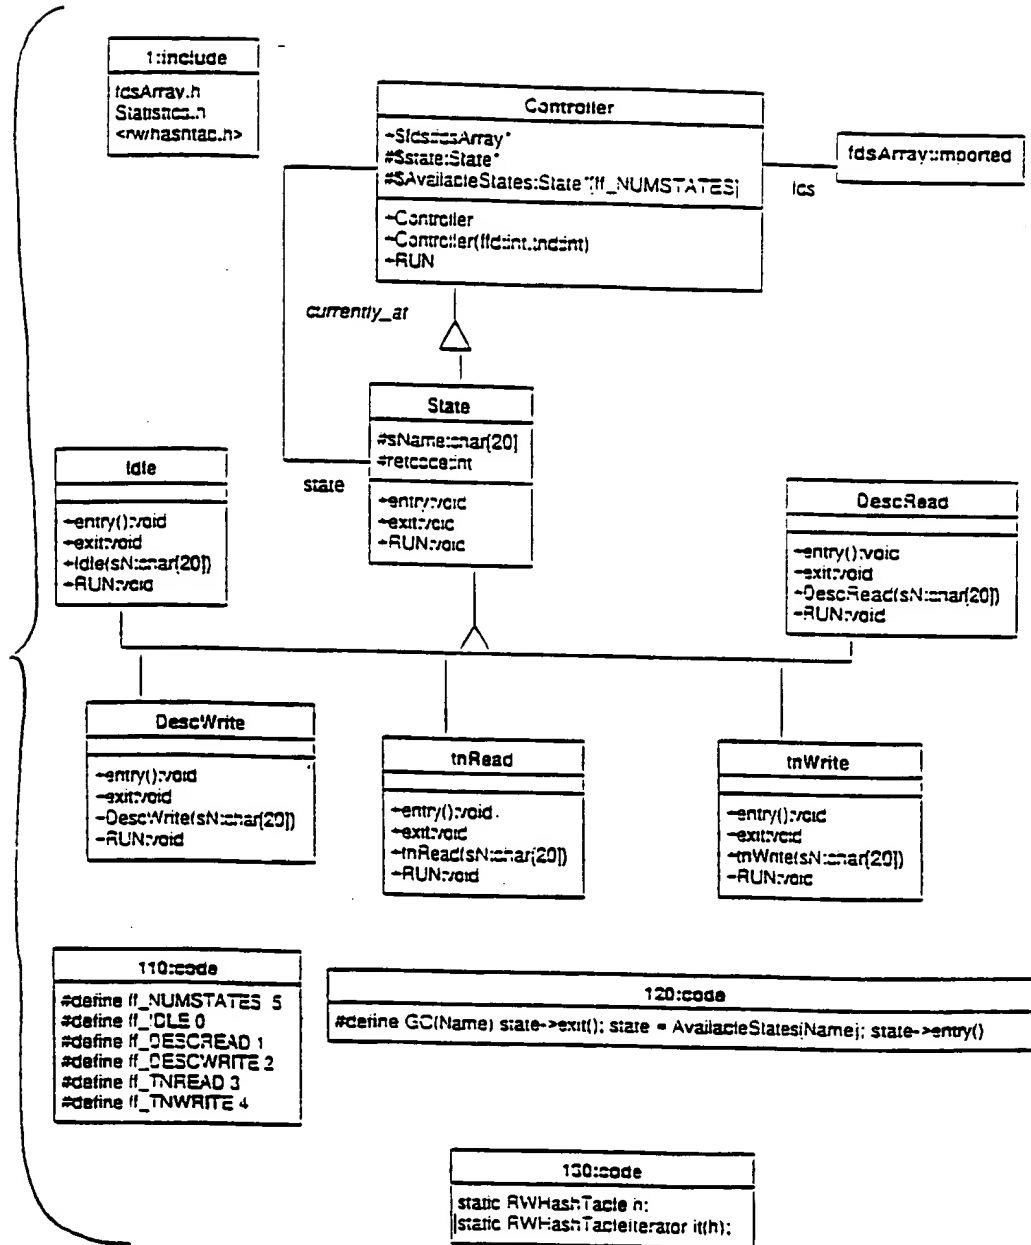 1:include
fdsArray.h
Statistics.h
<rw/hashtab.h>
Controller
+$fds:fdsArray*
#$state:State*
#$AvailableStates:State*[ff_NUMSTATES]
+Controller
+Controller(ffd:int,tnd:int)
+RUN
fdsArray::imported
fds
currently_at
State
#sName:char[20]
#retcode:int
+entry:void
+exit:void
+RUN:void
state
Idle
+entry():void
+exit:void
+Idle(sN:char[20])
+RUN:void
DescRead
+entry():void
+exit:void
+DescRead(sN:char[20])
+RUN:void
DescWrite
+entry():void
+exit:void
+DescWrite(sN:char[20])
+RUN:void
tnRead
+entry():void
+exit:void
+tnRead(sN:char[20])
+RUN:void
tnWrite
+entry():void
+exit:void
+tnWrite(sN:char[20])
+RUN:void
110:code
#define ff_NUMSTATES 5
#define ff_IDLE 0
#define ff_DESCREAD 1
#define ff_DESCWRITE 2
#define ff_TNREAD 3
#define ff_TNWRITE 4
120:code
#define GO(Name) state->exit(); state = AvailableStates[Name]; state->entry()
130:code
static RWHashTable h;
static RWHashTableIterator it(h);